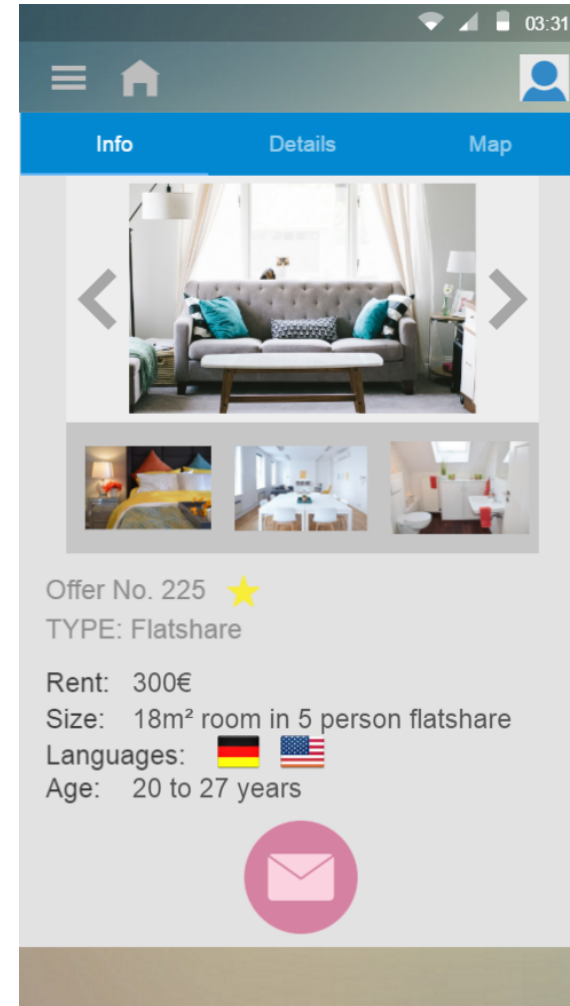 03:31
Info Details Map
Offer No. 225
TYPE: Flatshare
Rent: 300€
Size: 18m² room in 5 person flatshare
Languages:
Age: 20 to 27 years